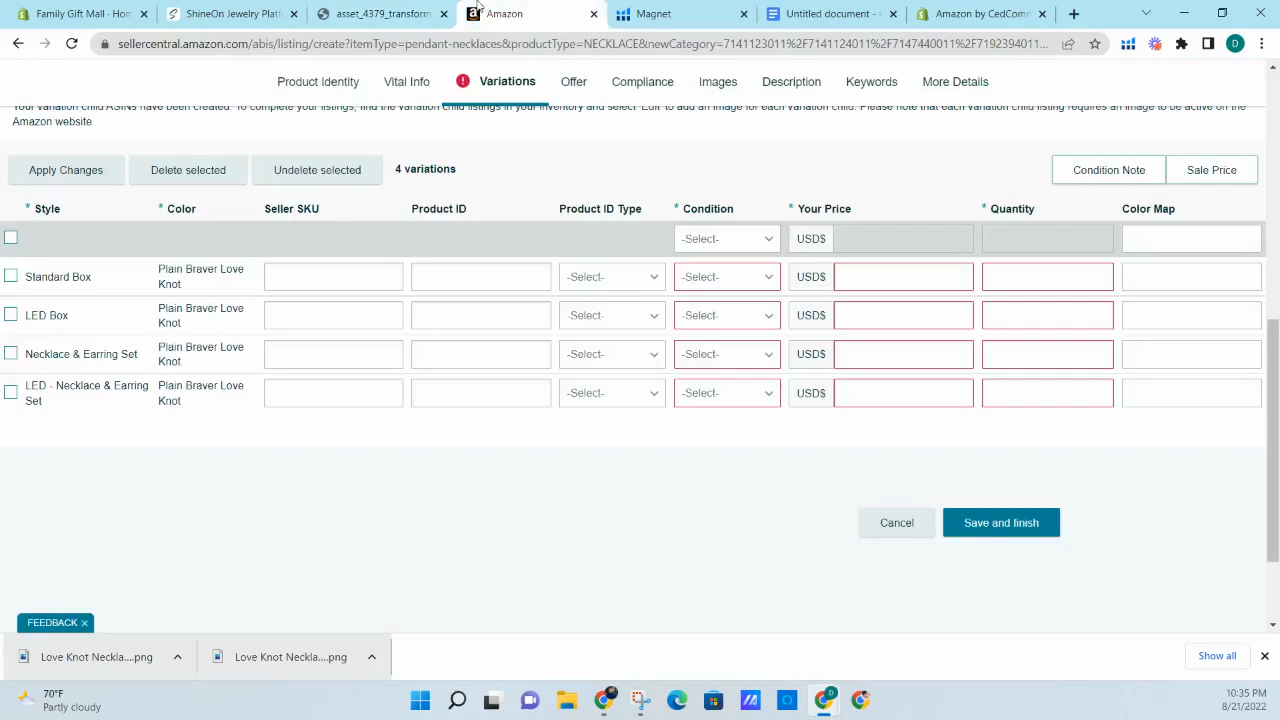 Family Gift Mall - Hom
ShineOn Jewelry Platf
asset_4379_transform
Amazon
Magnet
Untitled document -
Amazon by CedComm
sellercentral.amazon.com/abis/listing/create?itemType=pendant-necklaces&productType=NECKLACE&newCategory=7141123011%2F7141124011%2F7147440011%2F7192394011...
D
Product Identity
Vital Info
Variations
Offer
Compliance
Images
Description
Keywords
More Details
Your variation child ASINs have been created. To complete your listings, find the variation child listings in your inventory and select 'Edit' to add an image for each variation child. Please note that each variation child listing requires an image to be active on the
Amazon website
Apply Changes
Delete selected
Undelete selected
4 variations
Condition Note
Sale Price
* Style
* Color
Seller SKU
Product ID
Product ID Type
* Condition
* Your Price
* Quantity
Color Map
-Select-
USD$
Standard Box
Plain Braver Love
Knot
-Select-
-Select-
USD$
LED Box
Plain Braver Love
Knot
-Select-
-Select-
USD$
Necklace & Earring Set
Plain Braver Love
Knot
-Select-
-Select-
USD$
LED - Necklace & Earring
Set
Plain Braver Love
Knot
-Select-
-Select-
USD$
Cancel
Save and finish
FEEDBACK
Love Knot Neckla....png
Love Knot Neckla....png
Show all
70°F
Partly cloudy
10:35 PM
8/21/2022